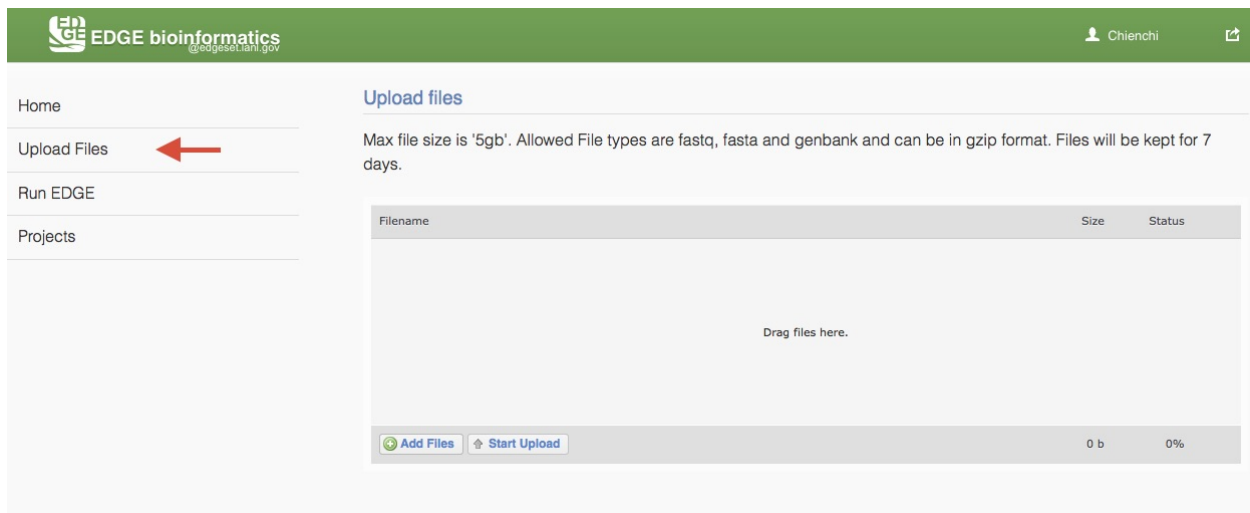 ED
GE
EDGE bioinformatics
@edgeset.lanl.gov
Chienchi
Home
Upload Files
Run EDGE
Projects
Upload files
Max file size is '5gb'. Allowed File types are fastq, fasta and genbank and can be in gzip format. Files will be kept for 7
days.
Filename Size Status
Drag files here.
Add Files Start Upload 0 b 0%